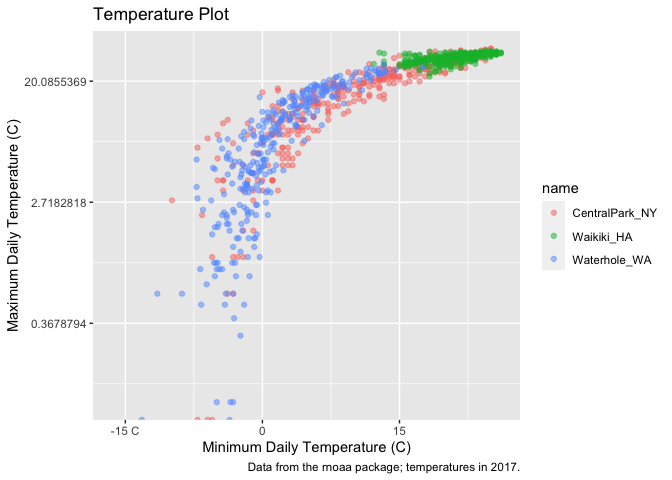 Temperature Plot
Maximum Daily Temperature (C)
20.0855369
2.7182818
0.3678794
-15 C
0
15
Minimum Daily Temperature (C)
name
CentralPark_NY
Waikiki_HA
Waterhole_WA
Data from the moaa package; temperatures in 2017.